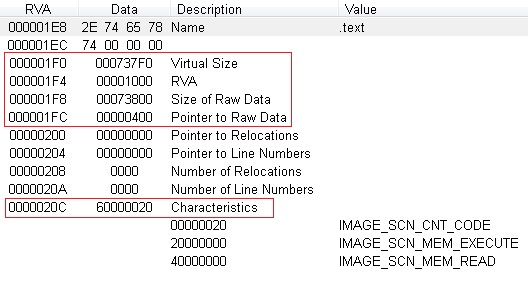 RVA Data Description Value
000001E8 2E 74 65 78 Name .text
000001EC 74 00 00 00
000001F0 000737F0 Virtual Size
000001F4 00001000 RVA
000001F8 00073800 Size of Raw Data
000001FC 00000400 Pointer to Raw Data
00000200 00000000 Pointer to Relocations
00000204 00000000 Pointer to Line Numbers
00000208 0000 Number of Relocations
0000020A 0000 Number of Line Numbers
0000020C 60000020 Characteristics
00000020 IMAGE_SCN_CNT_CODE
20000000 IMAGE_SCN_MEM_EXECUTE
40000000 IMAGE_SCN_MEM_READ